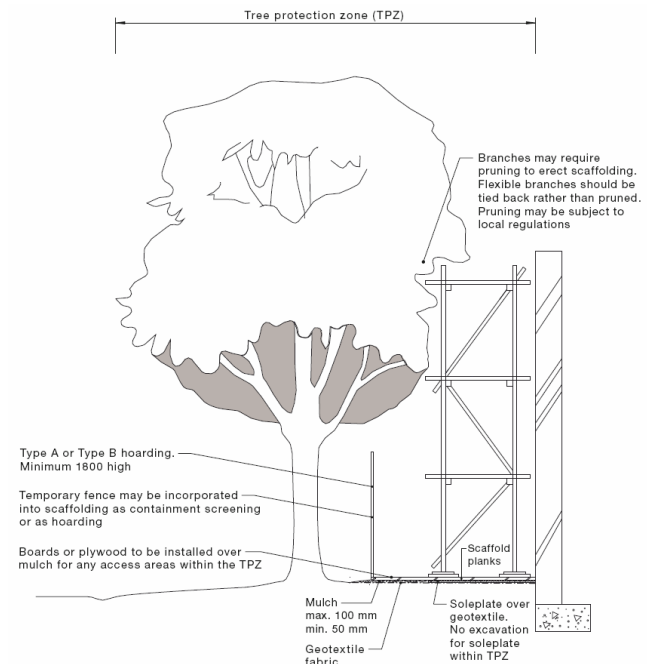 Tree protection zone (TPZ)
Branches may require
pruning to erect scaffolding.
Flexible branches should be
tied back rather than pruned.
Pruning may be subject to
local regulations
Type A or Type B hoarding.
Minimum 1800 high
Temporary fence may be incorporated
into scaffolding as containment screening
or as hoarding
Boards or plywood to be installed over
mulch for any access areas within the TPZ
Scaffold
planks
Mulch
max. 100 mm
min. 50 mm
Geotextile
fabric
Soleplate over
geotextile.
No excavation
for soleplate
within TPZ